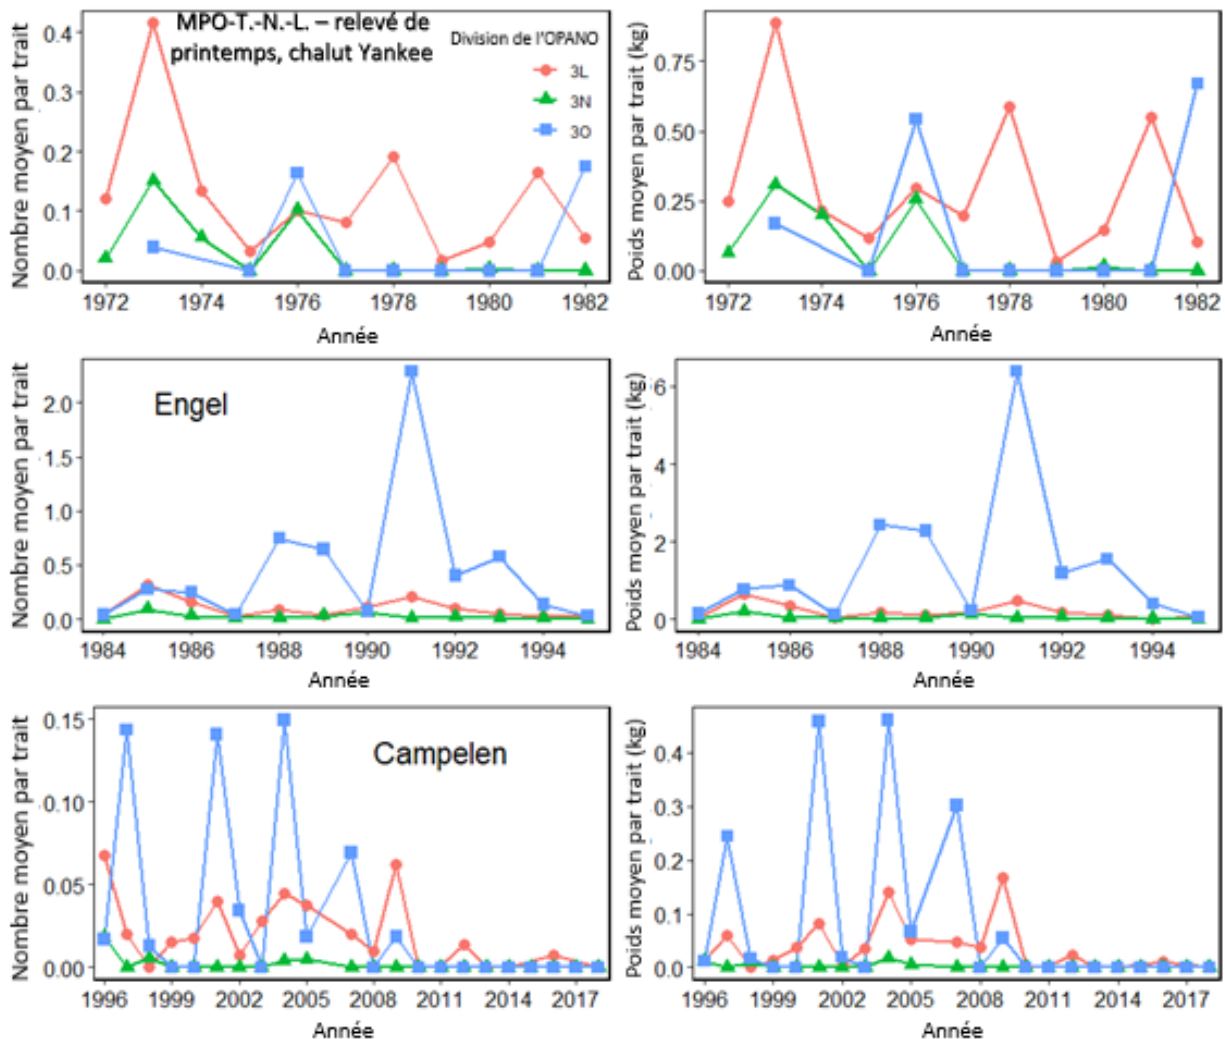 MPO-T.-N.-L. – relevé de
printemps, chalut Yankee
Division de l'OPANO
3L
3N
3O
Nombre moyen par trait
0.4
0.3
0.2
0.1
0.0
1972 1974 1976 1978 1980 1982
Année
Poids moyen par trait (kg)
0.75
0.50
0.25
0.00
1972 1974 1976 1978 1980 1982
Année
Engel
Nombre moyen par trait
2.0
1.5
1.0
0.5
0.0
1984 1986 1988 1990 1992 1994
Année
Poids moyen par trait (kg)
6
4
2
0
1984 1986 1988 1990 1992 1994
Année
Campelen
Nombre moyen par trait
0.15
0.10
0.05
0.00
1996 1999 2002 2005 2008 2011 2014 2017
Année
Poids moyen par trait (kg)
0.4
0.3
0.2
0.1
0.0
1996 1999 2002 2005 2008 2011 2014 2017
Année